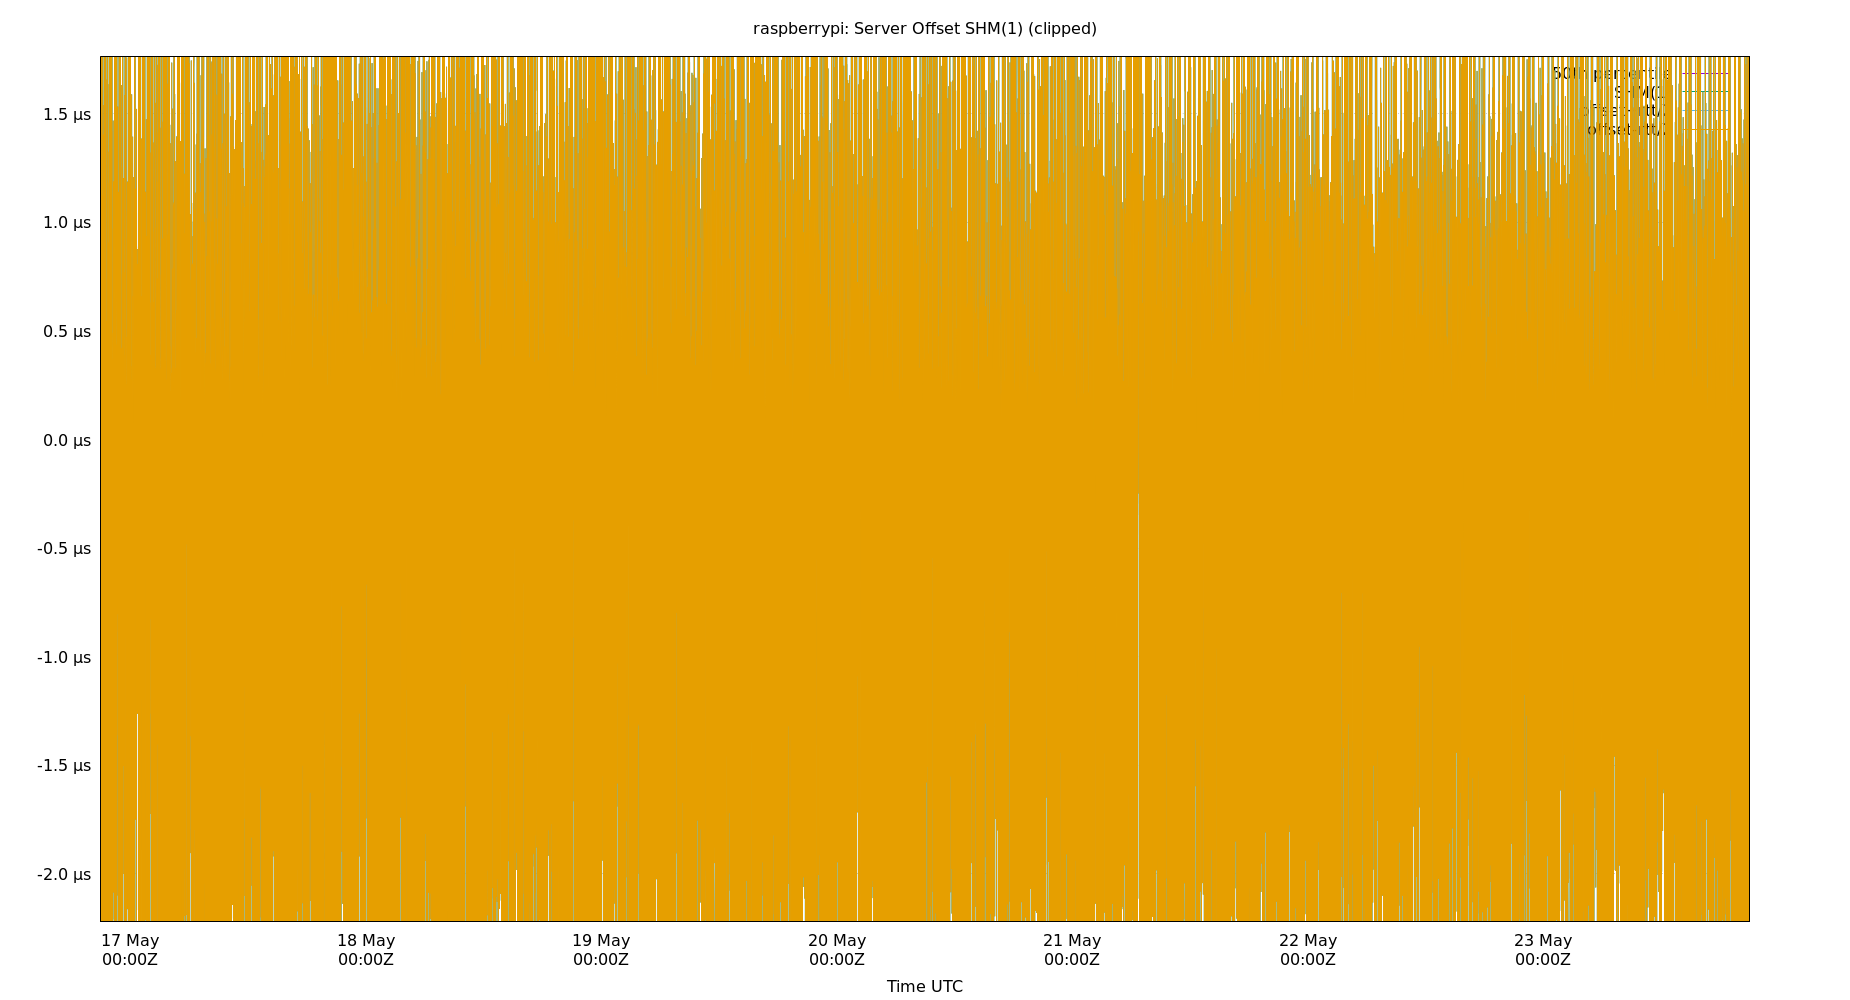 raspberrypi: Server Offset SHM(1) (clipped)
1.5 µs
1.0 µs
0.5 µs
0.0 µs
-0.5 µs
-1.0 µs
-1.5 µs
-2.0 µs
17 May 18 May 19 May 20 May 21 May 22 May 23 May
00:00Z 00:00Z 00:00Z 00:00Z 00:00Z 00:00Z 00:00Z
Time UTC